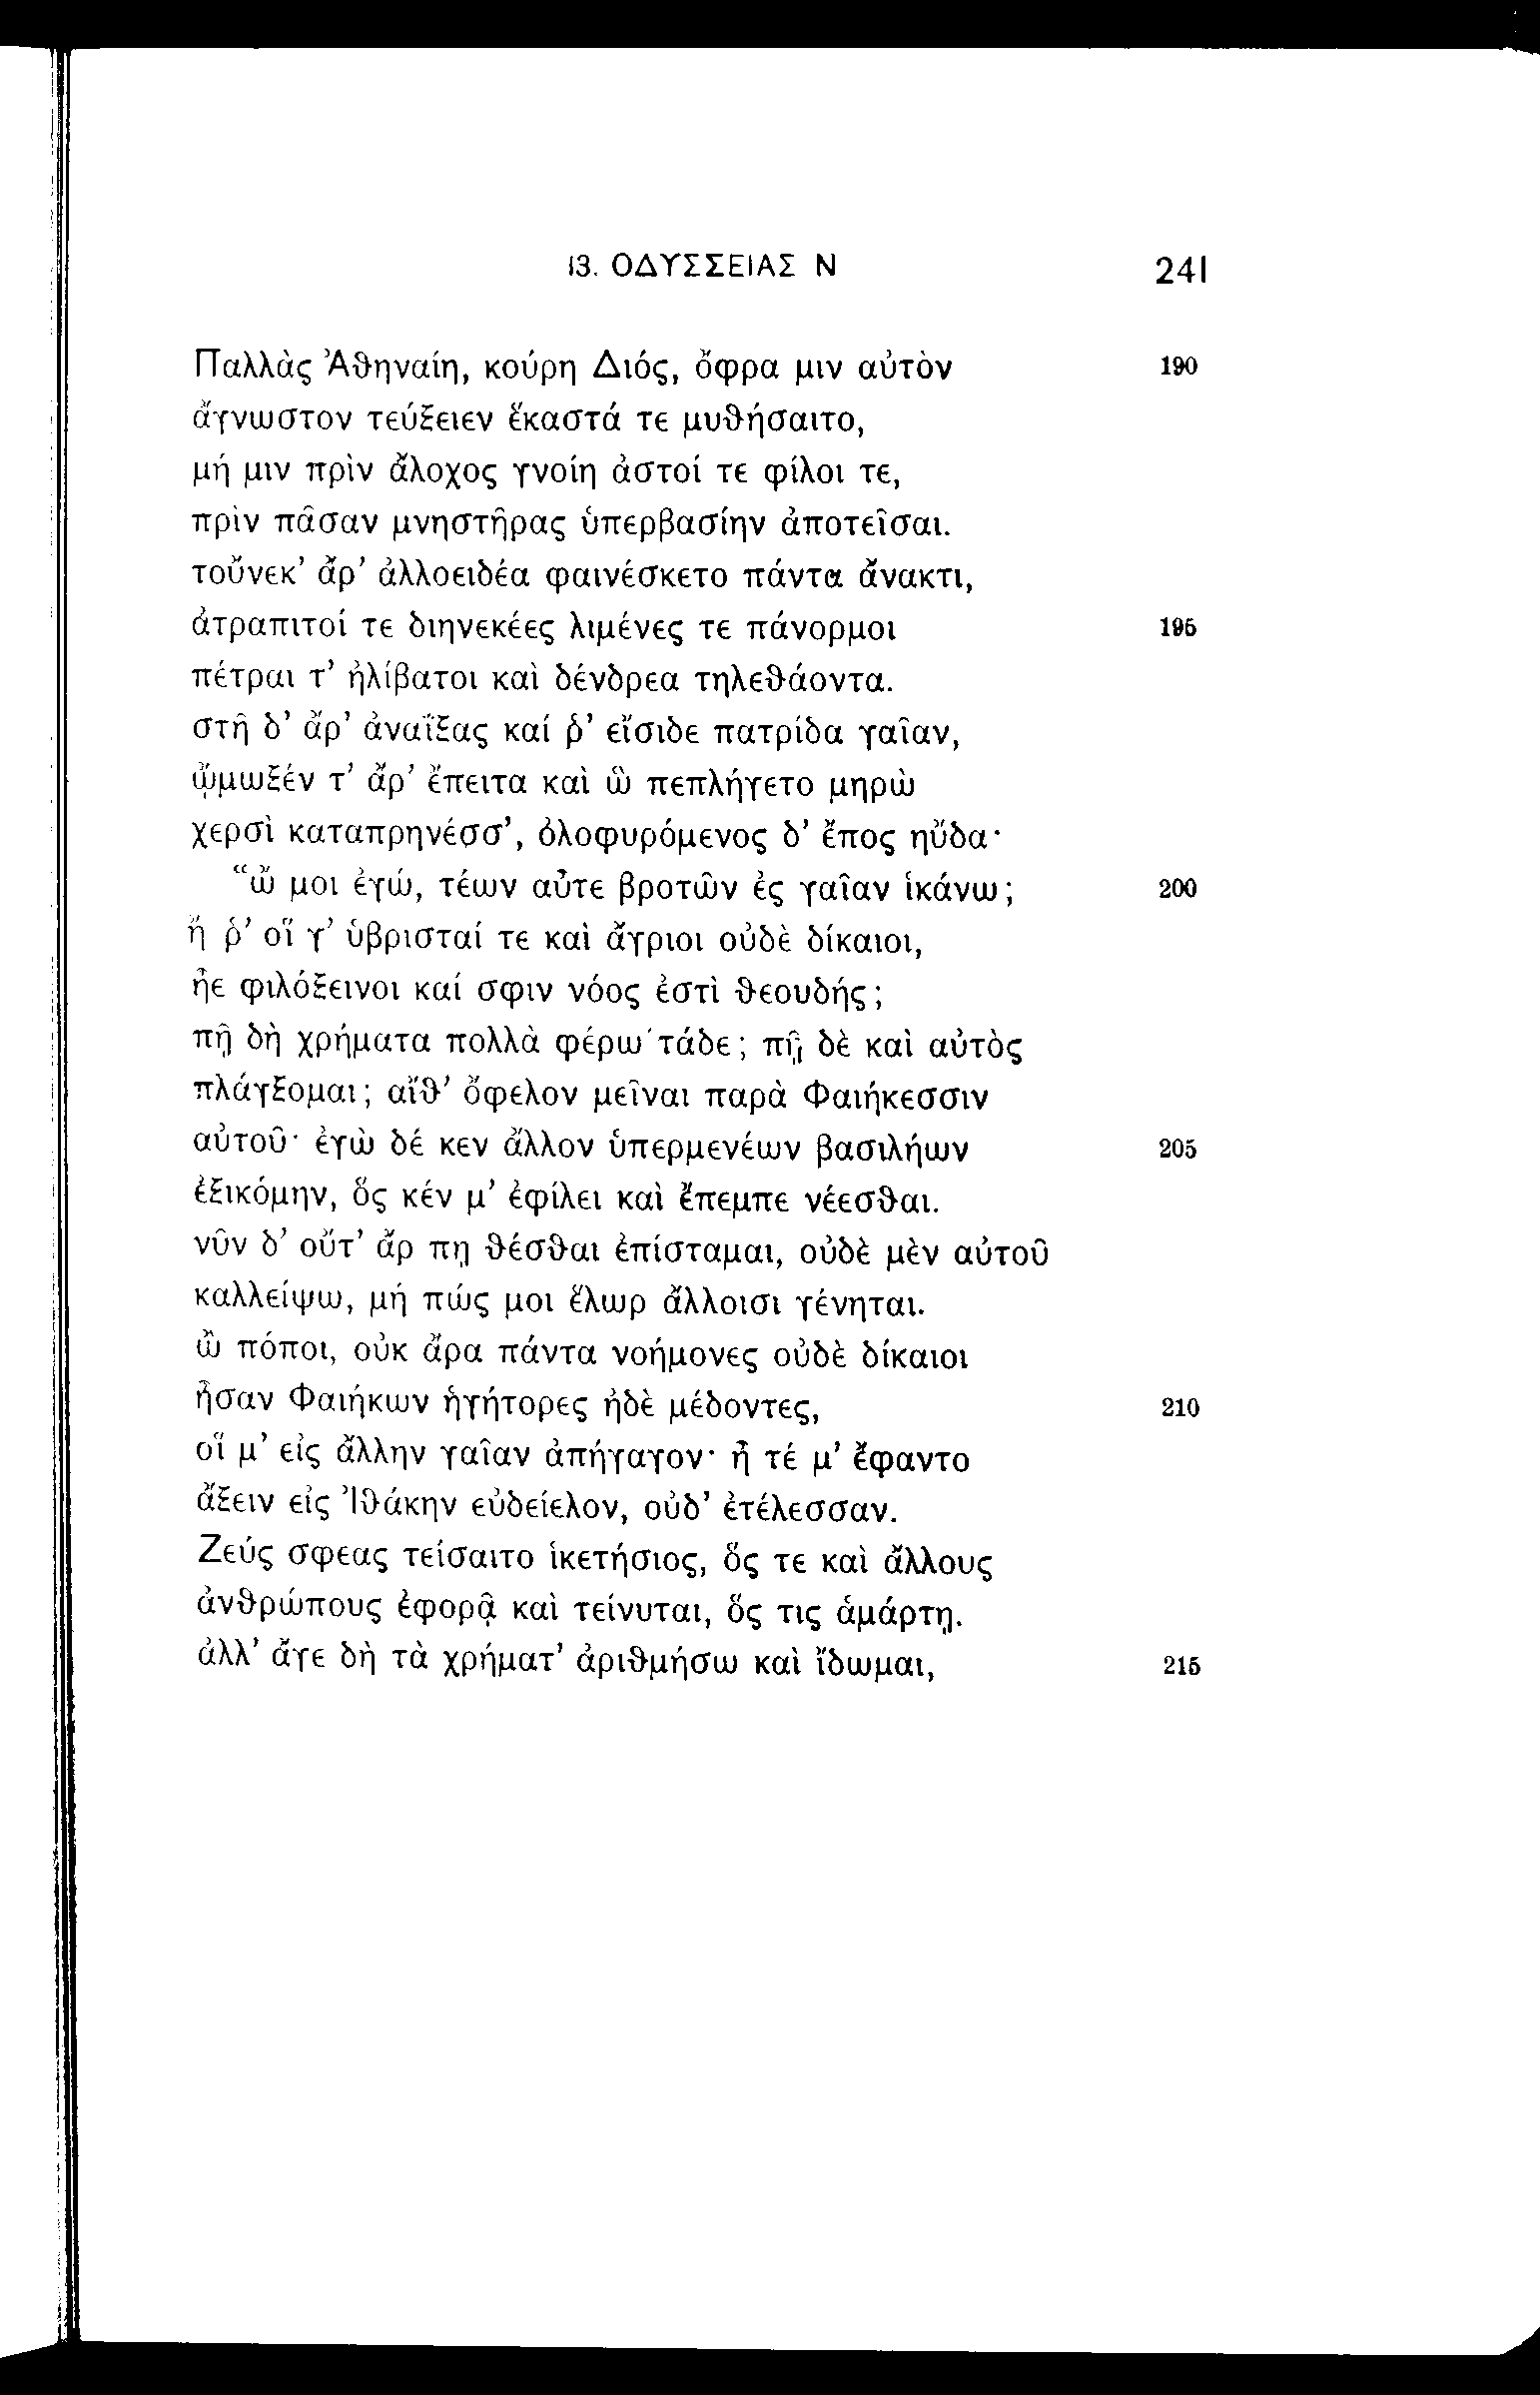 13. ΟΔΥΣΣΕΙΑΣ Ν 241
Παλλὰς Ἀθηναίη, κούρη Διός, ὄφρα μιν αὐτὸν 190
ἄγνωστον τεύξειεν ἕκαστά τε μυθήσαιτο,
μή μιν πρὶν ἄλοχος γνοίη ἀστοί τε φίλοι τε,
πρὶν πᾶσαν μνηστῆρας ὑπερβασίην ἀποτεῖσαι.
τοὔνεκ’ ἄρ’ ἀλλοειδέα φαινέσκετο πάντα ἄνακτι,
ἀτραπιτοί τε διηνεκέες λιμένες τε πάνορμοι 195
πέτραι τ’ ἠλίβατοι καὶ δένδρεα τηλεθάοντα.
στῆ δ’ ἄρ’ ἀναΐξας καί ῥ’ εἴσιδε πατρίδα γαῖαν,
ᾤμωξέν τ’ ἄρ’ ἔπειτα καὶ ὣ πεπλήγετο μηρὼ
χερσὶ καταπρηνέσσ’, ὀλοφυρόμενος δ’ ἔπος ηὔδα·
“ὤ μοι ἐγώ, τέων αὖτε βροτῶν ἐς γαῖαν ἱκάνω; 200
ἤ ῥ’ οἵ γ’ ὑβρισταί τε καὶ ἄγριοι οὐδὲ δίκαιοι,
ἦε φιλόξεινοι καί σφιν νόος ἐστὶ θεουδής;
πῇ δὴ χρήματα πολλὰ φέρω τάδε; πῇ δὲ καὶ αὐτὸς
πλάγξομαι; αἴθ’ ὄφελον μεῖναι παρὰ Φαιήκεσσιν
αὐτοῦ· ἐγὼ δέ κεν ἄλλον ὑπερμενέων βασιλήων 205
ἐξικόμην, ὅς κέν μ’ ἐφίλει καὶ ἔπεμπε νέεσθαι.
νῦν δ’ οὔτ’ ἄρ πῃ θέσθαι ἐπίσταμαι, οὐδὲ μὲν αὐτοῦ
καλλείψω, μή πώς μοι ἕλωρ ἄλλοισι γένηται.
ὢ πόποι, οὐκ ἄρα πάντα νοήμονες οὐδὲ δίκαιοι
ἦσαν Φαιήκων ἡγήτορες ἠδὲ μέδοντες, 210
οἵ μ’ εἰς ἄλλην γαῖαν ἀπήγαγον· ἦ τέ μ’ ἔφαντο
ἄξειν εἰς Ἰθάκην εὐδείελον, οὐδ’ ἐτέλεσσαν.
Ζεύς σφεας τείσαιτο ἱκετήσιος, ὅς τε καὶ ἄλλους
ἀνθρώπους ἐφορᾷ καὶ τείνυται, ὅς τις ἁμάρτῃ.
ἀλλ’ ἄγε δὴ τὰ χρήματ’ ἀριθμήσω καὶ ἴδωμαι, 215